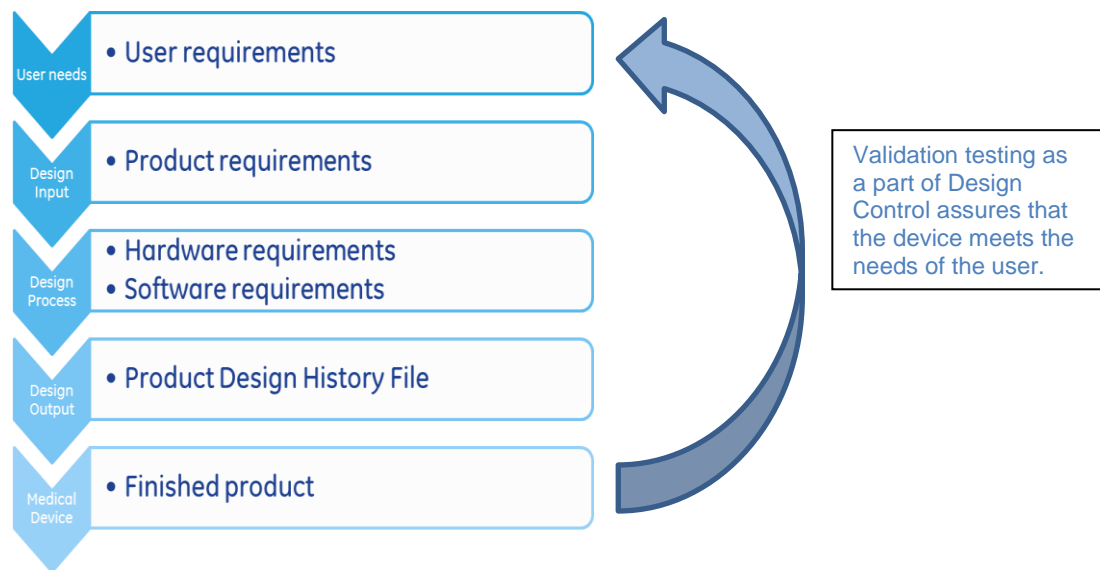 User needs
• User requirements
Design
Input
• Product requirements
Design
Process
• Hardware requirements
• Software requirements
Design
Output
• Product Design History File
Medical
Device
• Finished product
Validation testing as
a part of Design
Control assures that
the device meets the
needs of the user.